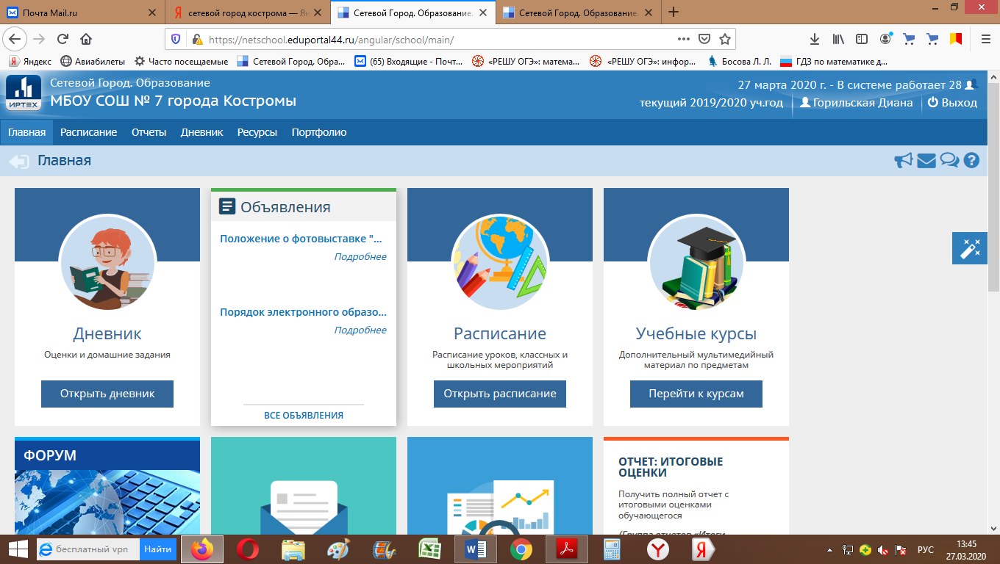 Почта Mail.ru
сетевой город кострома — Ян
Сетевой Город. Образование.
Сетевой Город. Образование.
https://netschool.eduportal44.ru/angular/school/main/
Яндекс
Авиабилеты
Часто посещаемые
Сетевой Город. Обра...
(65) Входящие - Почт...
«РЕШУ ОГЭ»: матема...
«РЕШУ ОГЭ»: инфор...
Босова Л. Л.
ГДЗ по математике д...
ИРТЕХ
Сетевой Город. Образование
МБОУ СОШ № 7 города Костромы
27 марта 2020 г. - В системе работает 28
текущий 2019/2020 уч.год
Горильская Диана
Выход
Главная
Расписание
Отчеты
Дневник
Ресурсы
Портфолио
Главная
Дневник
Оценки и домашние задания
Открыть дневник
Объявления
Положение о фотовыставке "...
Подробнее
Порядок электронного образо...
Подробнее
ВСЕ ОБЪЯВЛЕНИЯ
Расписание
Расписание уроков, классных и
школьных мероприятий
Открыть расписание
Учебные курсы
Дополнительный мультимедийный
материал по предметам
Перейти к курсам
ФОРУМ
ОТЧЕТ: ИТОГОВЫЕ
ОЦЕНКИ
Получить полный отчет с
итоговыми оценками
обучающегося
(Группа отчетов «Итоги
бесплатный vpn
Найти
РУС
13:45
27.03.2020